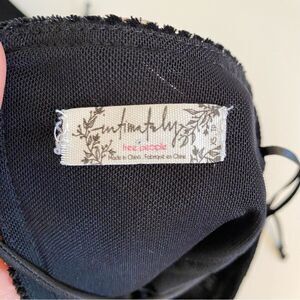 intimately
free people
Made in China . Fabriqué en Chine